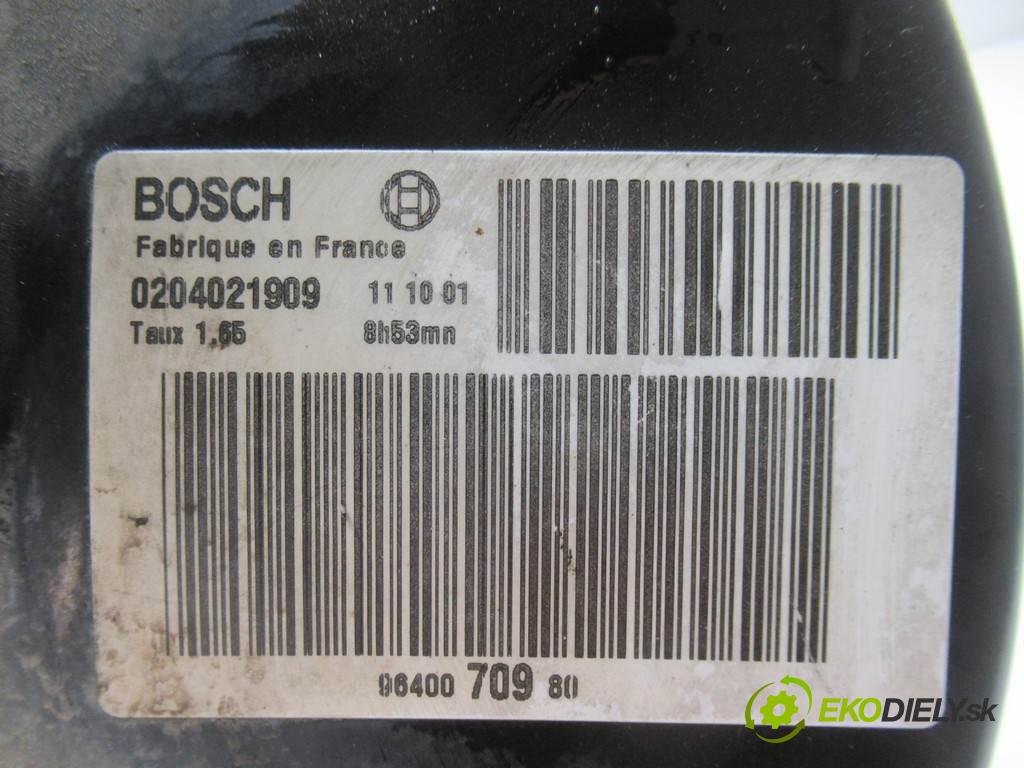 BOSCH
Fabrique en France
0204021909 11 10 01
Taux 1.65 8h53mn
96400 709 80
EKODIELY.sk